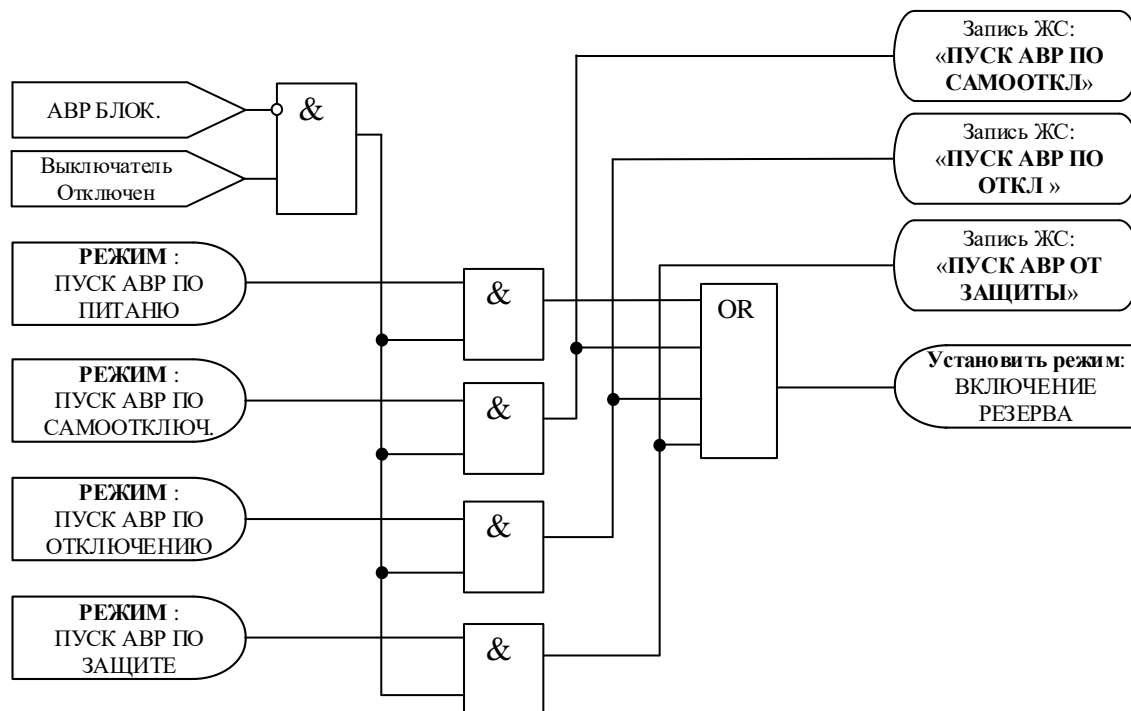 АВР БЛОК.
&
Выключатель
Отключен
РЕЖИМ :
ПУСК АВР ПО
ПИТАНЮ
&
РЕЖИМ :
ПУСК АВР ПО
САМООТКЛЮЧ.
&
РЕЖИМ :
ПУСК АВР ПО
ОТКЛЮЧЕНИЮ
&
РЕЖИМ :
ПУСК АВР ПО
ЗАЩИТЕ
&
OR
Запись ЖС:
«ПУСК АВР ПО
САМООТКЛ»
Запись ЖС:
«ПУСК АВР ПО
ОТКЛ »
Запись ЖС:
«ПУСК АВР ОТ
ЗАЩИТЫ»
Установить режим:
ВКЛЮЧЕНИЕ
РЕЗЕРВА